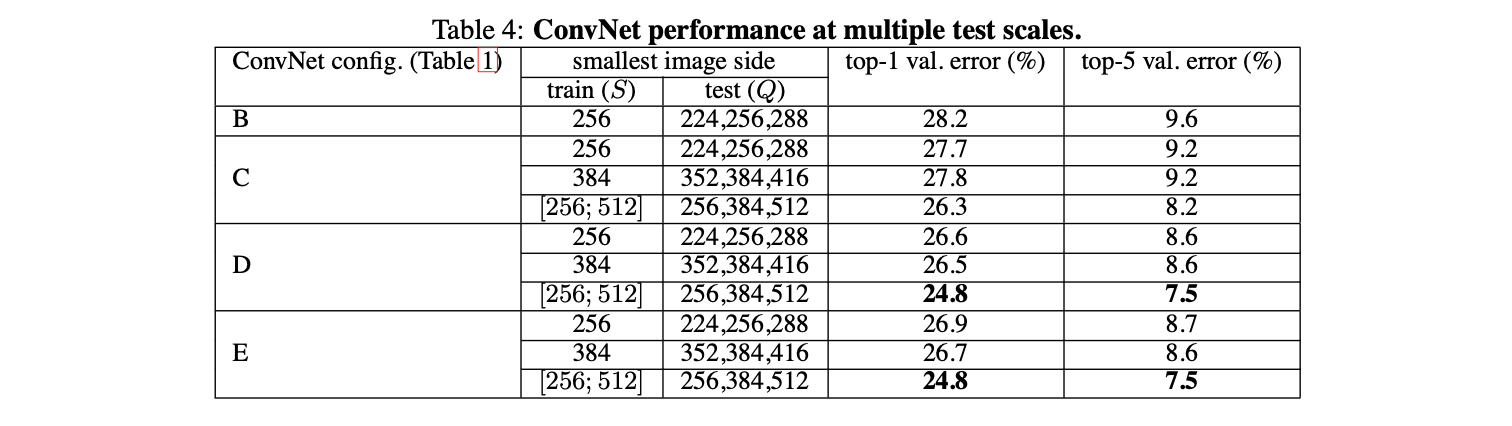 Table 4: ConvNet performance at multiple test scales.
ConvNet config. (Table 1) smallest image side top-1 val. error (%) top-5 val. error (%)
train (S) test (Q)
B 256 224,256,288 28.2 9.6
256 224,256,288 27.7 9.2
C 384 352,384,416 27.8 9.2
[256; 512] 256,384,512 26.3 8.2
256 224,256,288 26.6 8.6
D 384 352,384,416 26.5 8.6
[256; 512] 256,384,512 24.8 7.5
256 224,256,288 26.9 8.7
E 384 352,384,416 26.7 8.6
[256; 512] 256,384,512 24.8 7.5